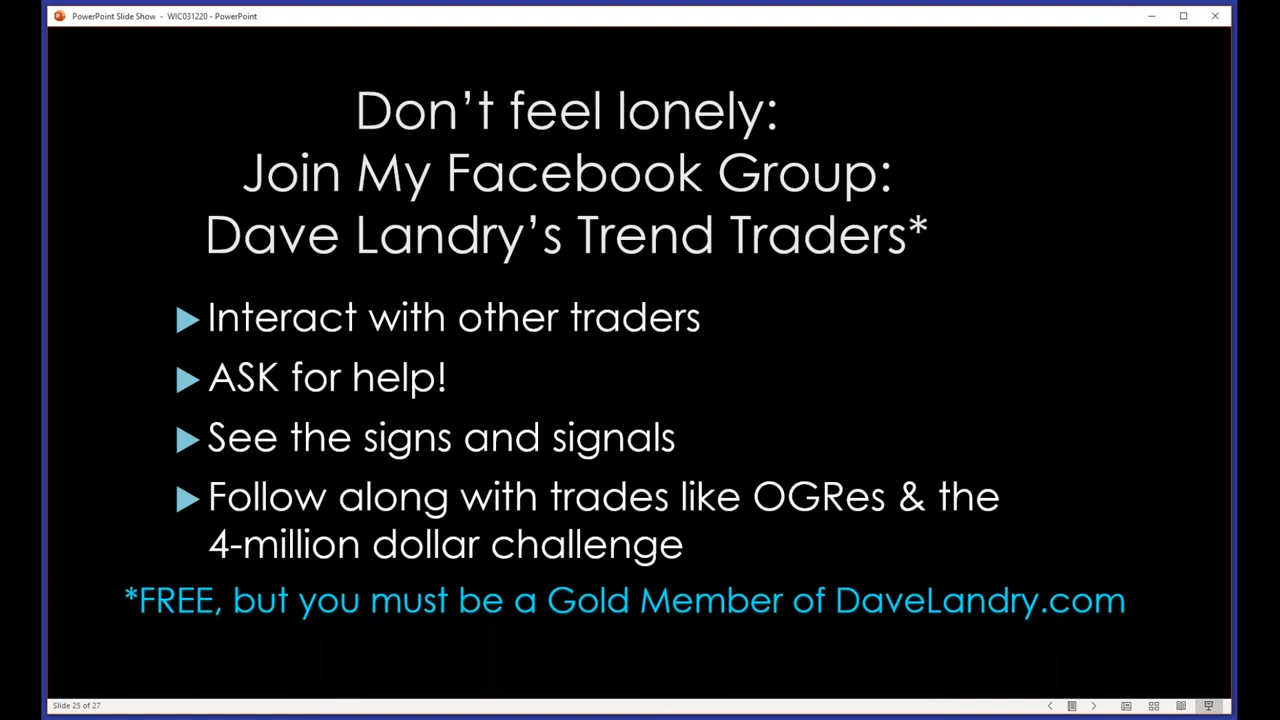 PowerPoint Slide Show - WIC031220 - PowerPoint
Don't feel lonely:
Join My Facebook Group:
Dave Landry's Trend Traders*
Interact with other traders
ASK for help!
See the signs and signals
Follow along with trades like OGRes & the
4-million dollar challenge
*FREE, but you must be a Gold Member of DaveLandry.com
Slide 25 of 27